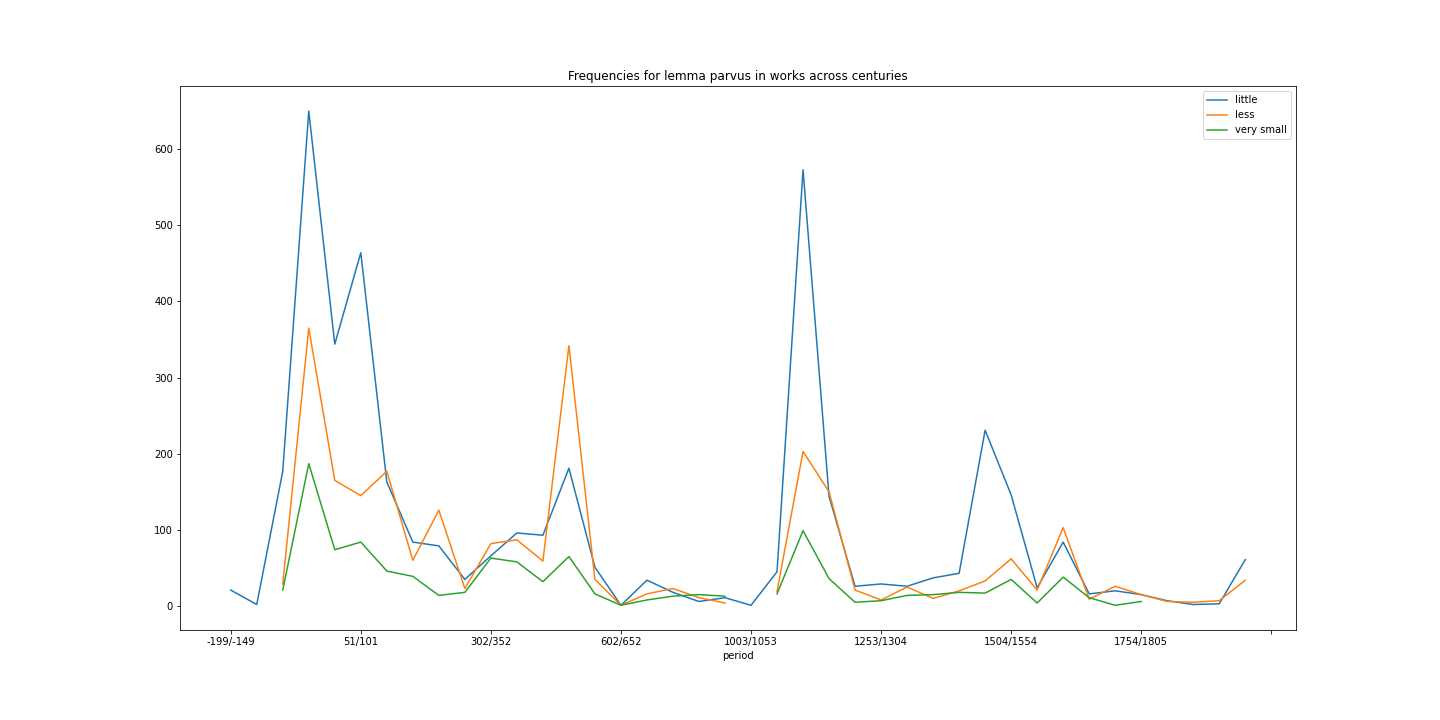 Frequencies for lemma parvus in works across centuries
little
less
very small
600
500
400
300
200
100
0
-199/-149 51/101 302/352 602/652 1003/1053 1253/1304 1504/1554 1754/1805
period